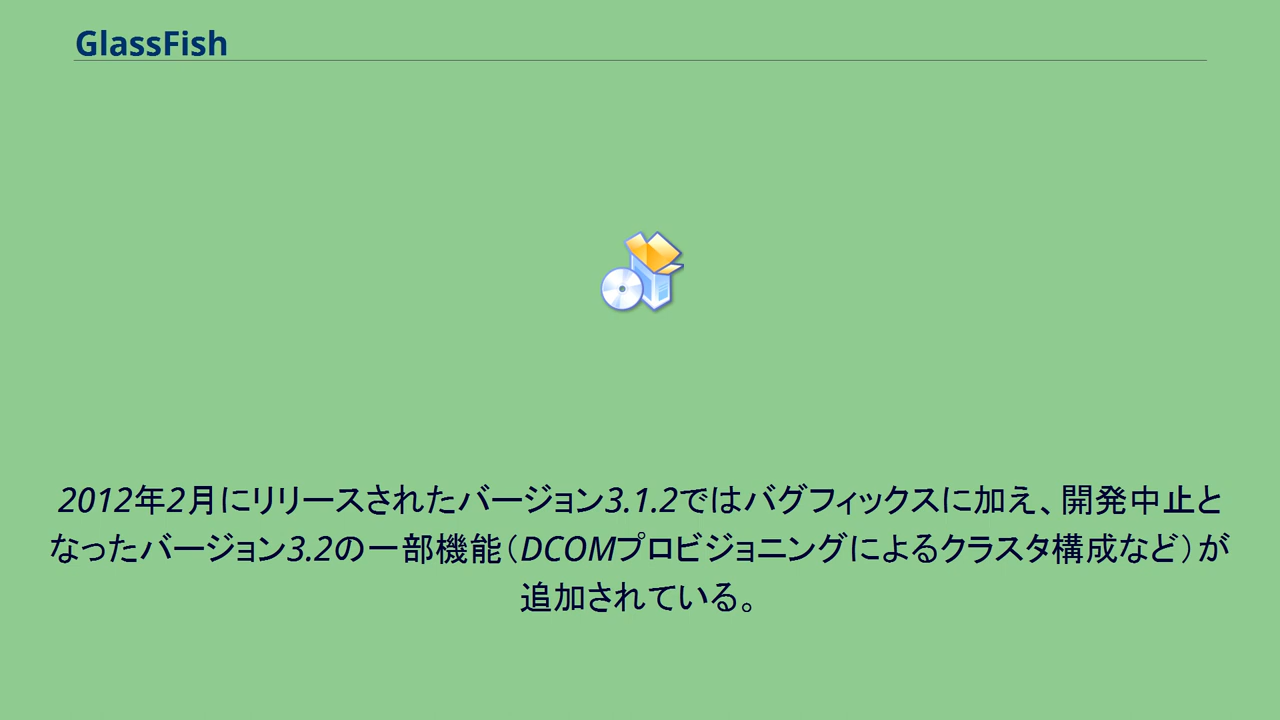 GlassFish
2012年2月にリリースされたバージョン3.1.2ではバグフィックスに加え、開発中止と
なったバージョン3.2の一部機能（DCOMプロビジョニングによるクラスタ構成など）が
追加されている。